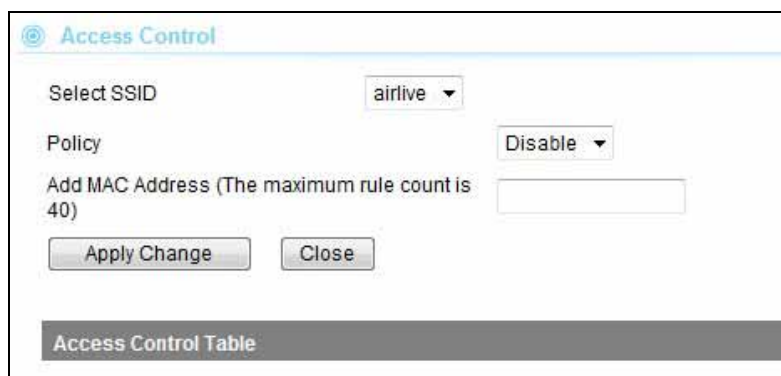 Access Control
Select SSID airlive
Policy Disable
Add MAC Address (The maximum rule count is
40)
Apply Change Close
Access Control Table